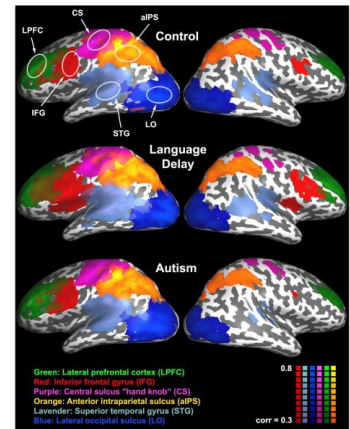 CS
aIPS
LPFC
Control
IFG
STG
LO
Language
Delay
Autism
Green: Lateral prefrontal cortex (LPFC)
Red: Inferior frontal gyrus (IFG)
Purple: Central sulcus "hand knob" (CS)
Orange: Anterior intraparietal sulcus (aIPS)
Lavender: Superior temporal gyrus (STG)
Blue: Lateral occipital sulcus (LO)
0.8
corr = 0.3